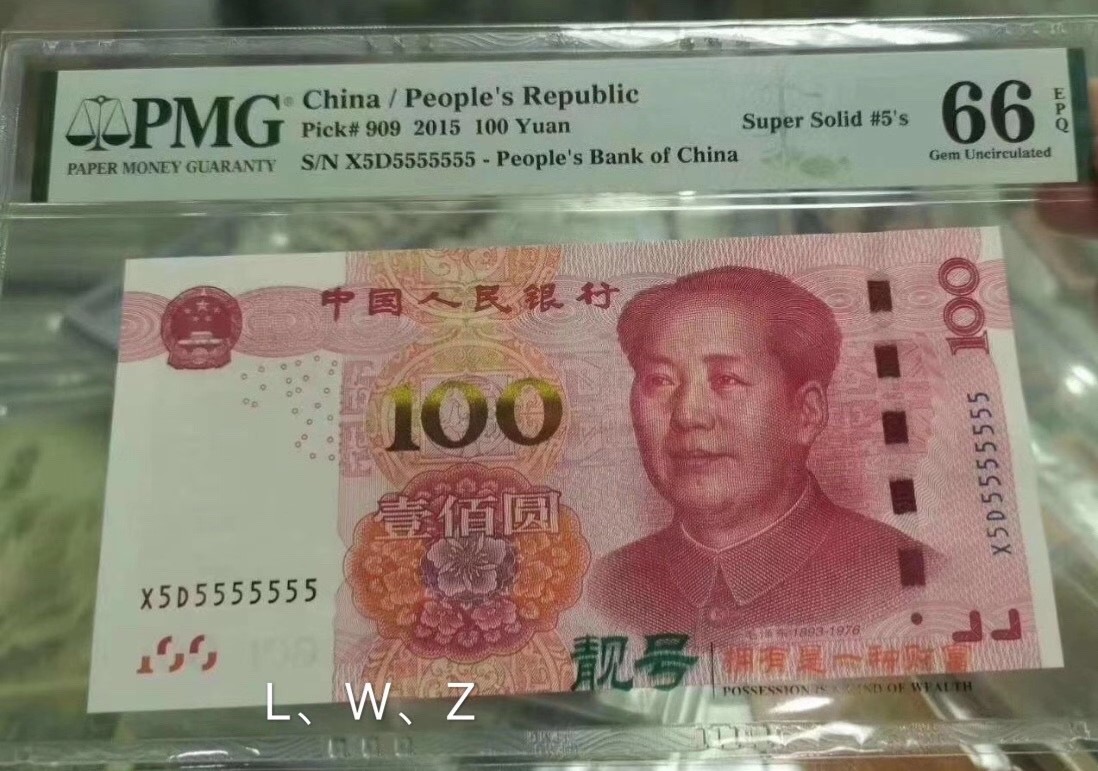 PMG
PAPER MONEY GUARANTY
China / People's Republic
Pick# 909 2015 100 Yuan
S/N X5D5555555 - People's Bank of China
Super Solid #5's
66
EPQ
Gem Uncirculated
中国人民银行
100
100
壹佰圆
X5D5555555
X5D5555555
1893-1976
靓号
拥有是一种财富
POSSESSION IS A KIND OF WEALTH
L、W、Z